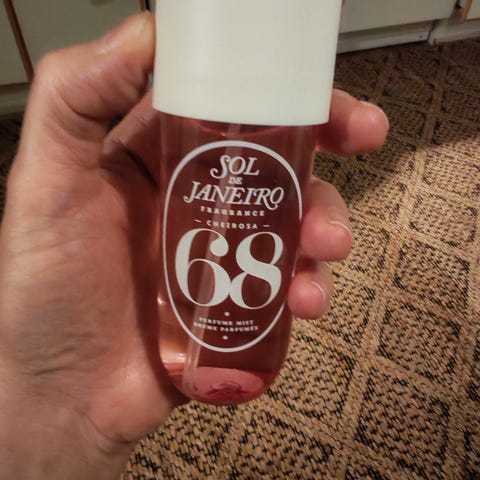 SOL
DE
JANEIRO
FRAGRANCE
— CHEIROSA —
68
PERFUME MIST
BRUME PARFUMÉE